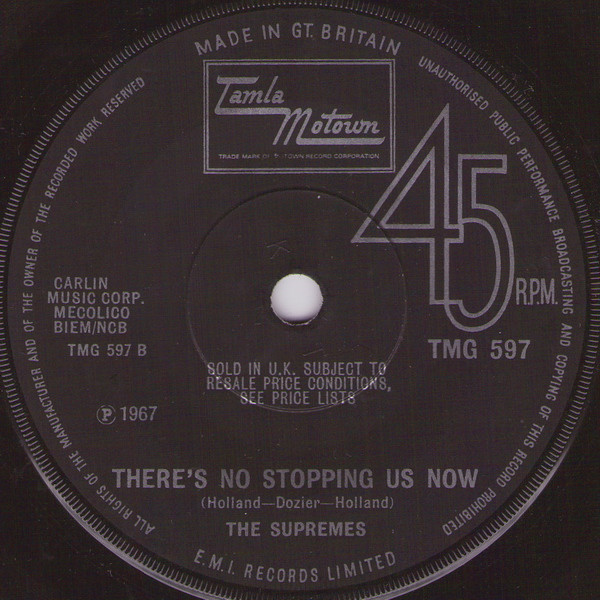 MADE IN GT. BRITAIN
UNAUTHORISED PUBLIC PERFORMANCE BROADCASTING AND COPYING OF THIS RECORD PROHIBITED
ALL RIGHTS OF THE MANUFACTURER AND OF THE OWNER OF THE RECORDED WORK RESERVED
Tamla
Motown
TRADE MARK OF MOTOWN RECORD CORPORATION
45
R.P.M.
CARLIN
MUSIC CORP.
MECOLICO
BIEM/NCB
TMG 597 B
TMG 597
SOLD IN U.K. SUBJECT TO
RESALE PRICE CONDITIONS,
SEE PRICE LISTS
℗ 1967
THERE'S NO STOPPING US NOW
(Holland—Dozier—Holland)
THE SUPREMES
E.M.I. RECORDS LIMITED